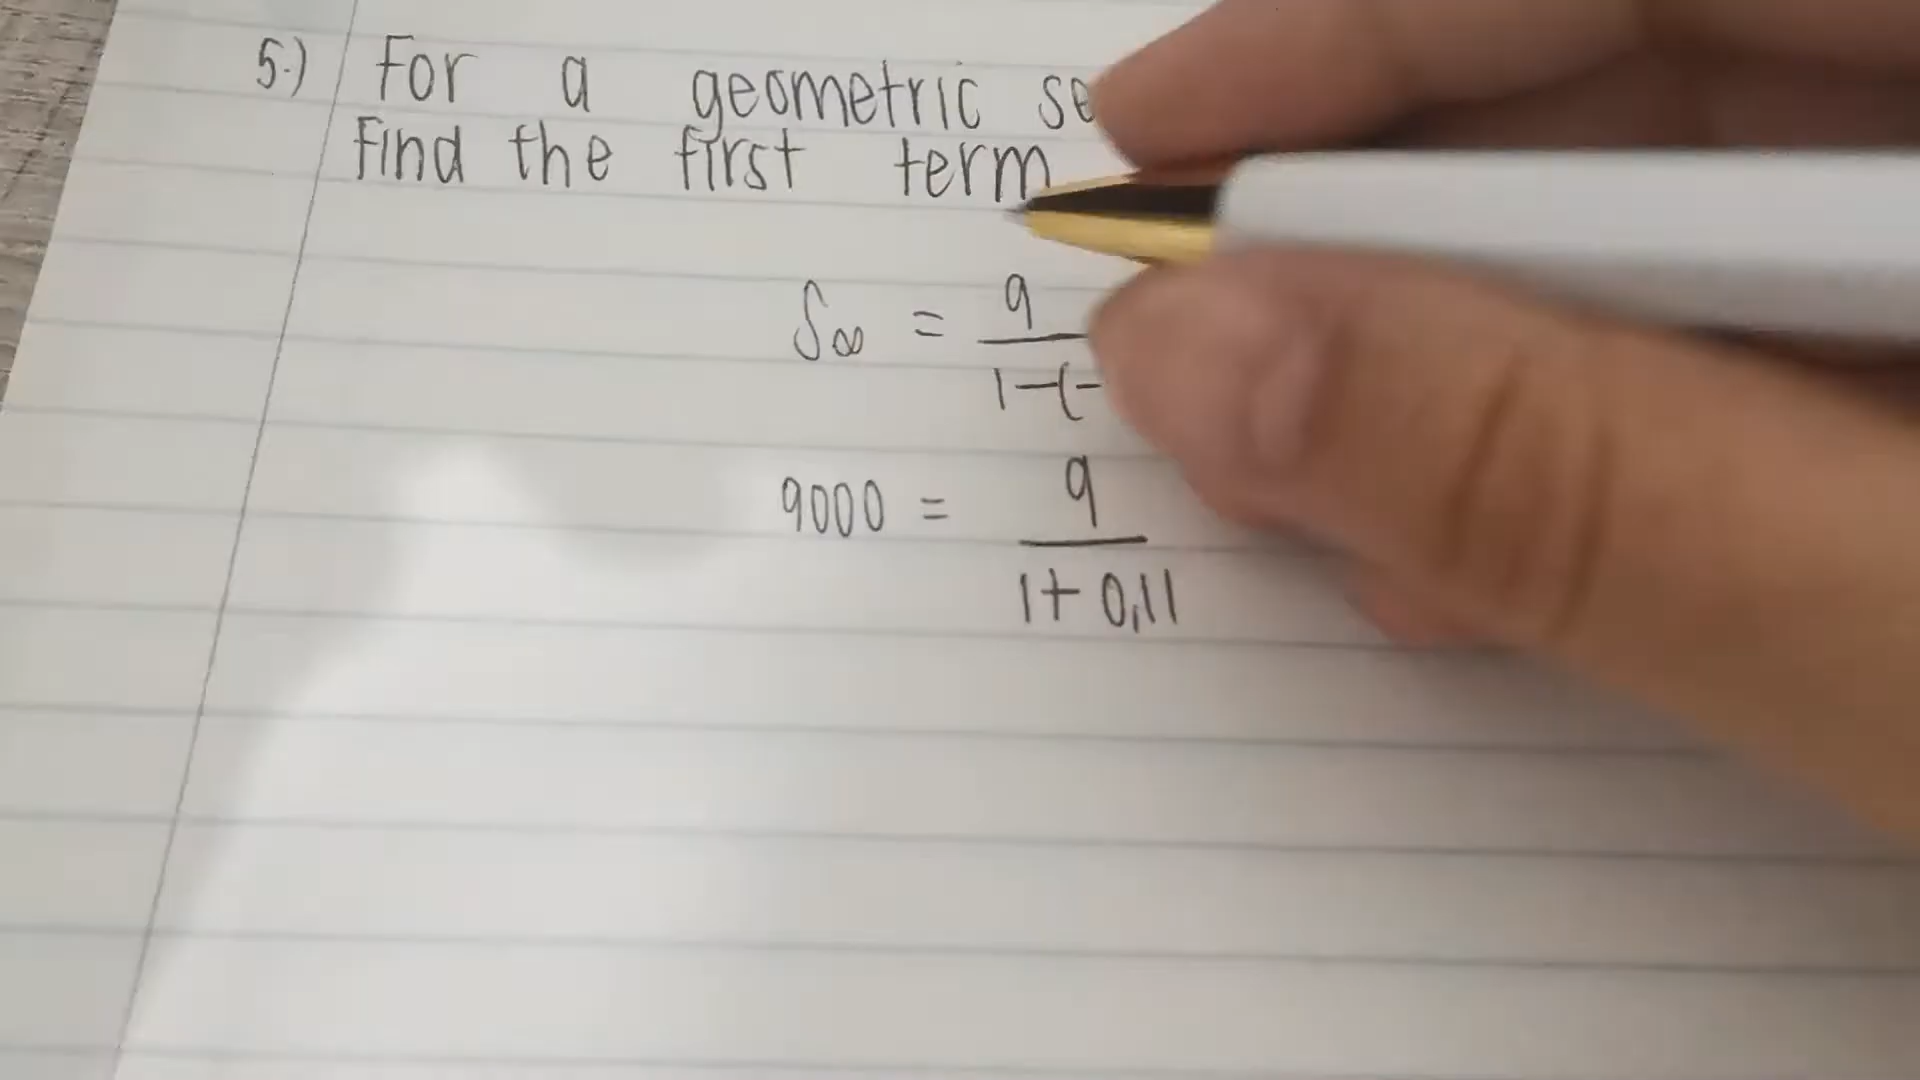 5.) For a geometric se
Find the first term
S∞ = a
1-(-
9000 = a
1+ 0,11